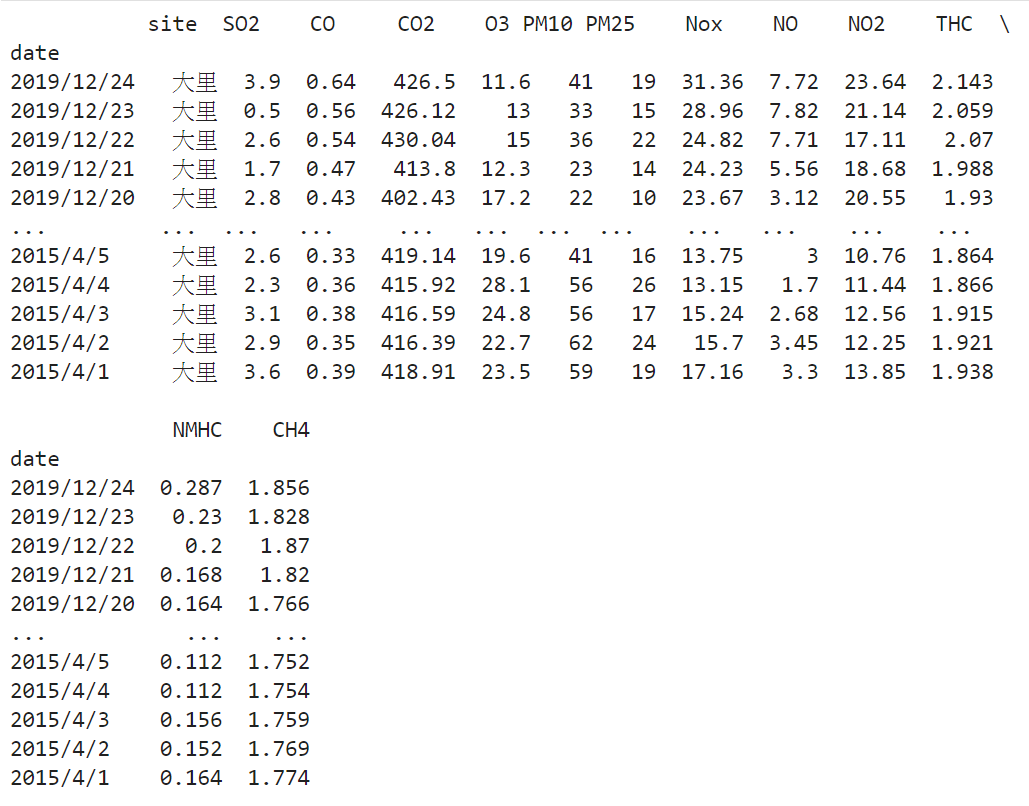 site SO2 CO CO2 O3 PM10 PM25 Nox NO NO2 THC \
date
2019/12/24 大里 3.9 0.64 426.5 11.6 41 19 31.36 7.72 23.64 2.143
2019/12/23 大里 0.5 0.56 426.12 13 33 15 28.96 7.82 21.14 2.059
2019/12/22 大里 2.6 0.54 430.04 15 36 22 24.82 7.71 17.11 2.07
2019/12/21 大里 1.7 0.47 413.8 12.3 23 14 24.23 5.56 18.68 1.988
2019/12/20 大里 2.8 0.43 402.43 17.2 22 10 23.67 3.12 20.55 1.93
... ... ... ... ... ... ... ... ... ... ... ...
2015/4/5 大里 2.6 0.33 419.14 19.6 41 16 13.75 3 10.76 1.864
2015/4/4 大里 2.3 0.36 415.92 28.1 56 26 13.15 1.7 11.44 1.866
2015/4/3 大里 3.1 0.38 416.59 24.8 56 17 15.24 2.68 12.56 1.915
2015/4/2 大里 2.9 0.35 416.39 22.7 62 24 15.7 3.45 12.25 1.921
2015/4/1 大里 3.6 0.39 418.91 23.5 59 19 17.16 3.3 13.85 1.938
NMHC CH4
date
2019/12/24 0.287 1.856
2019/12/23 0.23 1.828
2019/12/22 0.2 1.87
2019/12/21 0.168 1.82
2019/12/20 0.164 1.766
... ... ...
2015/4/5 0.112 1.752
2015/4/4 0.112 1.754
2015/4/3 0.156 1.759
2015/4/2 0.152 1.769
2015/4/1 0.164 1.774